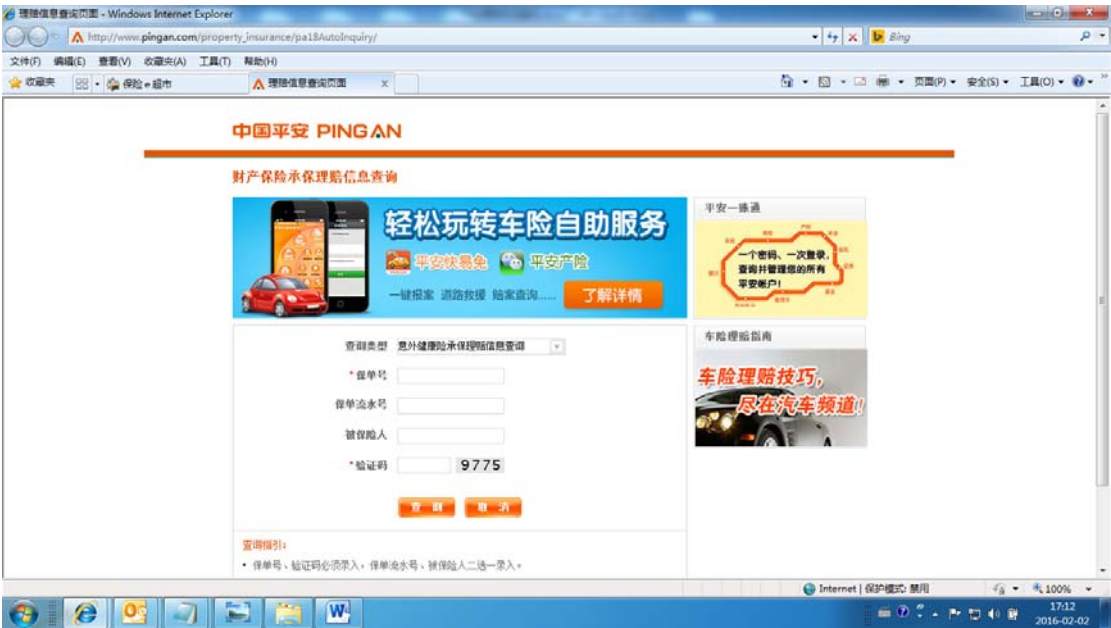 理赔信息查询页面 - Windows Internet Explorer
http://www.pingan.com/property_insurance/pa18AutoInquiry/
Bing
文件(F) 编辑(E) 查看(V) 收藏夹(A) 工具(T) 帮助(H)
收藏夹 保险e超市 理赔信息查询页面 x 页面(P) 安全(S) 工具(O)
中国平安 PINGAN
财产保险承保理赔信息查询
轻松玩转车险自助服务
平安快易免 平安产险
一键报案 道路救援 赔案查询…… 了解详情
平安一账通
一个密码、一次登录,
查询并管理您的所有
平安帐户!
车险理赔指南
车险理赔技巧,
尽在汽车频道!
查询类型 意外健康险承保理赔信息查询
*保单号
保单流水号
被保险人
*验证码 9775
查 询 取 消
查询指引:
• 保单号、验证码必须录入,保单流水号、被保险人二选一录入。
Internet | 保护模式: 禁用 100%
17:12
2016-02-02